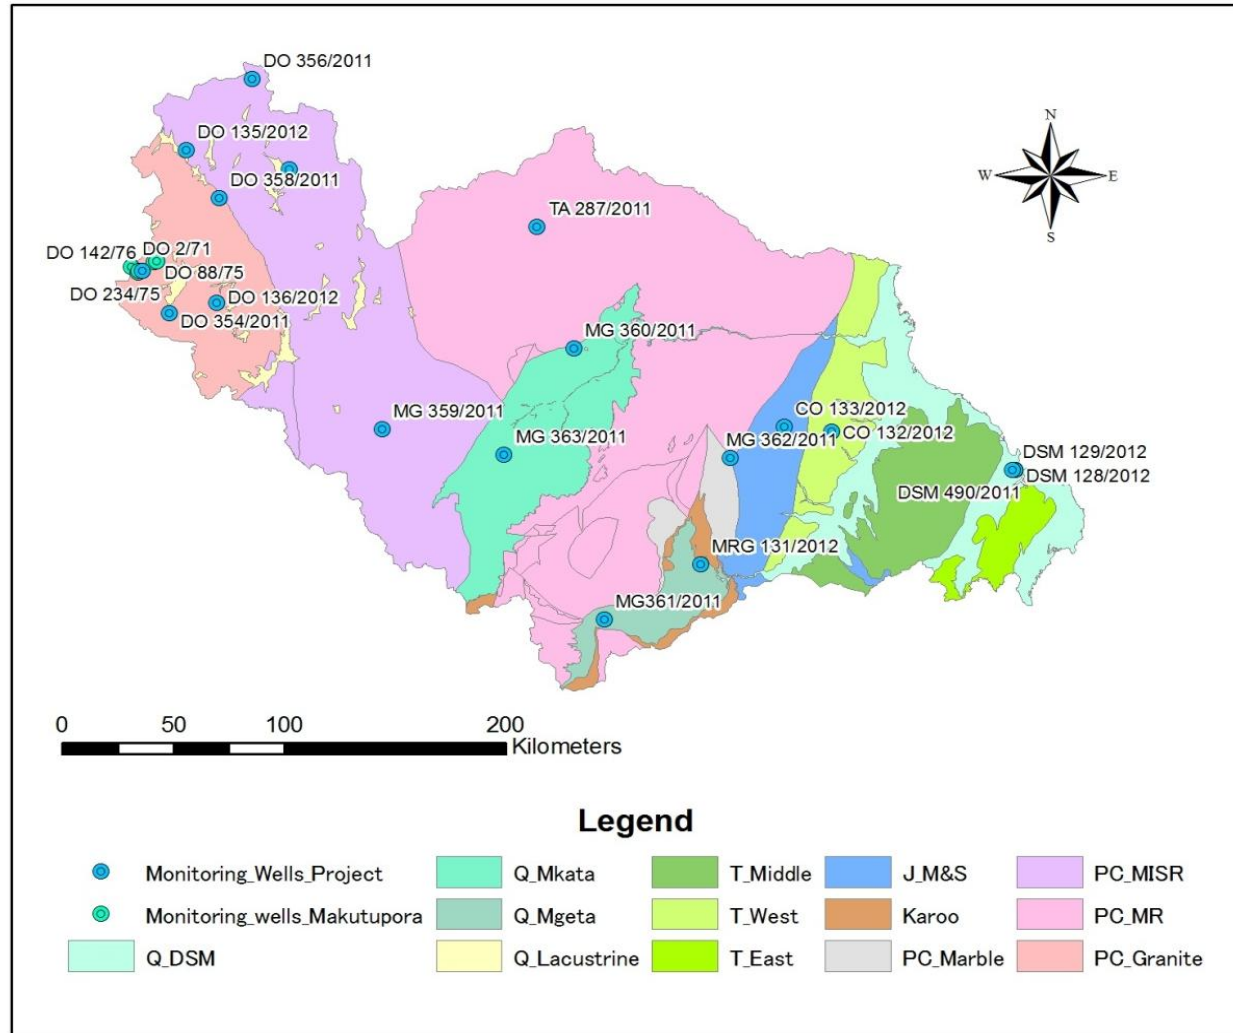 DO 356/2011
N
DO 135/2012
W
E
DO 358/2011
S
TA 287/2011
DO 142/76
DO 2/71
DO 88/75
DO 234/75
DO 136/2012
DO 354/2011
MG 360/2011
MG 359/2011
CO 133/2012
MG 363/2011
MG 362/2011
CO 132/2012
DSM 129/2012
DSM 128/2012
DSM 490/2011
MRG 131/2012
MG361/2011
0 50 100 200
Kilometers
Legend
Monitoring_Wells_Project
Q_Mkata
T_Middle
J_M&S
PC_MISR
Monitoring_wells_Makutupora
Q_Mgeta
T_West
Karoo
PC_MR
Q_DSM
Q_Lacustrine
T_East
PC_Marble
PC_Granite